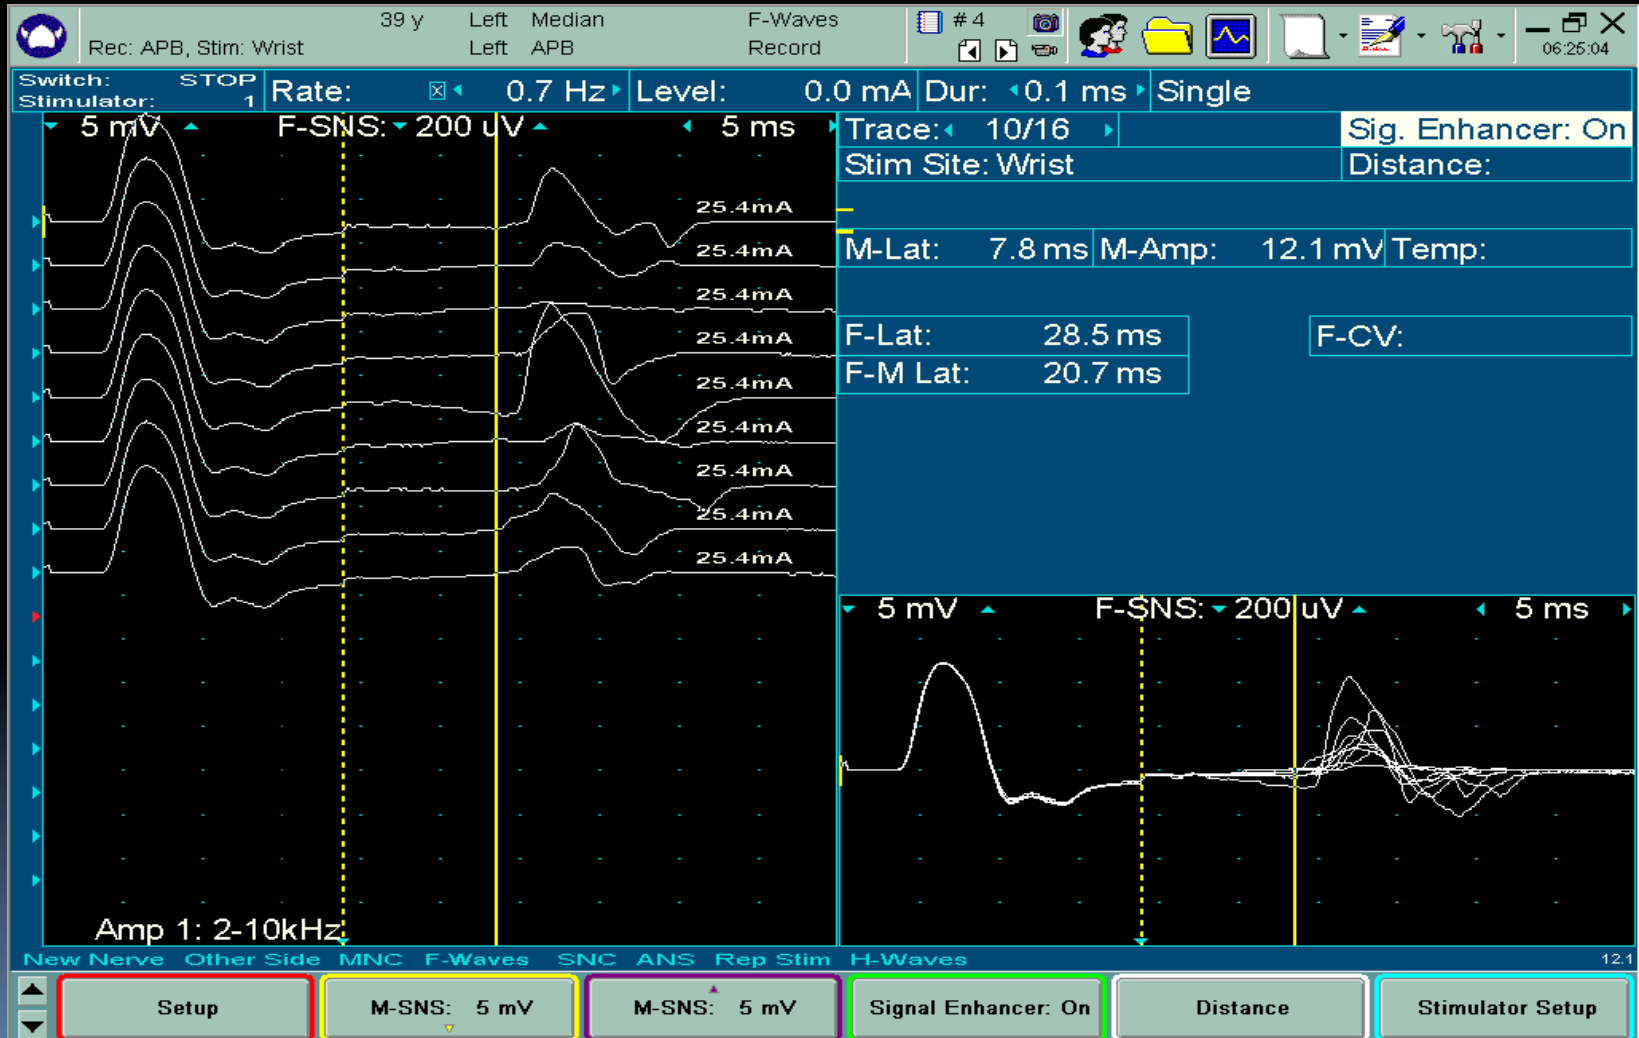 39 y Left Median F-Waves # 4
Rec: APB, Stim: Wrist Left APB Record 06:25:04
Switch: STOP
Stimulator: 1
Rate: 0.7 Hz Level: 0.0 mA Dur: 0.1 ms Single
5 mV F-SNS: 200 uV 5 ms
25.4mA
25.4mA
25.4mA
25.4mA
25.4mA
25.4mA
25.4mA
25.4mA
25.4mA
Amp 1: 2-10kHz
Trace: 10/16 Sig. Enhancer: On
Stim Site: Wrist Distance:
M-Lat: 7.8 ms M-Amp: 12.1 mV Temp:
F-Lat: 28.5 ms F-CV:
F-M Lat: 20.7 ms
5 mV F-SNS: 200 uV 5 ms
New Nerve Other Side MNC F-Waves SNC ANS Rep Stim H-Waves 12.1
Setup M-SNS: 5 mV M-SNS: 5 mV Signal Enhancer: On Distance Stimulator Setup